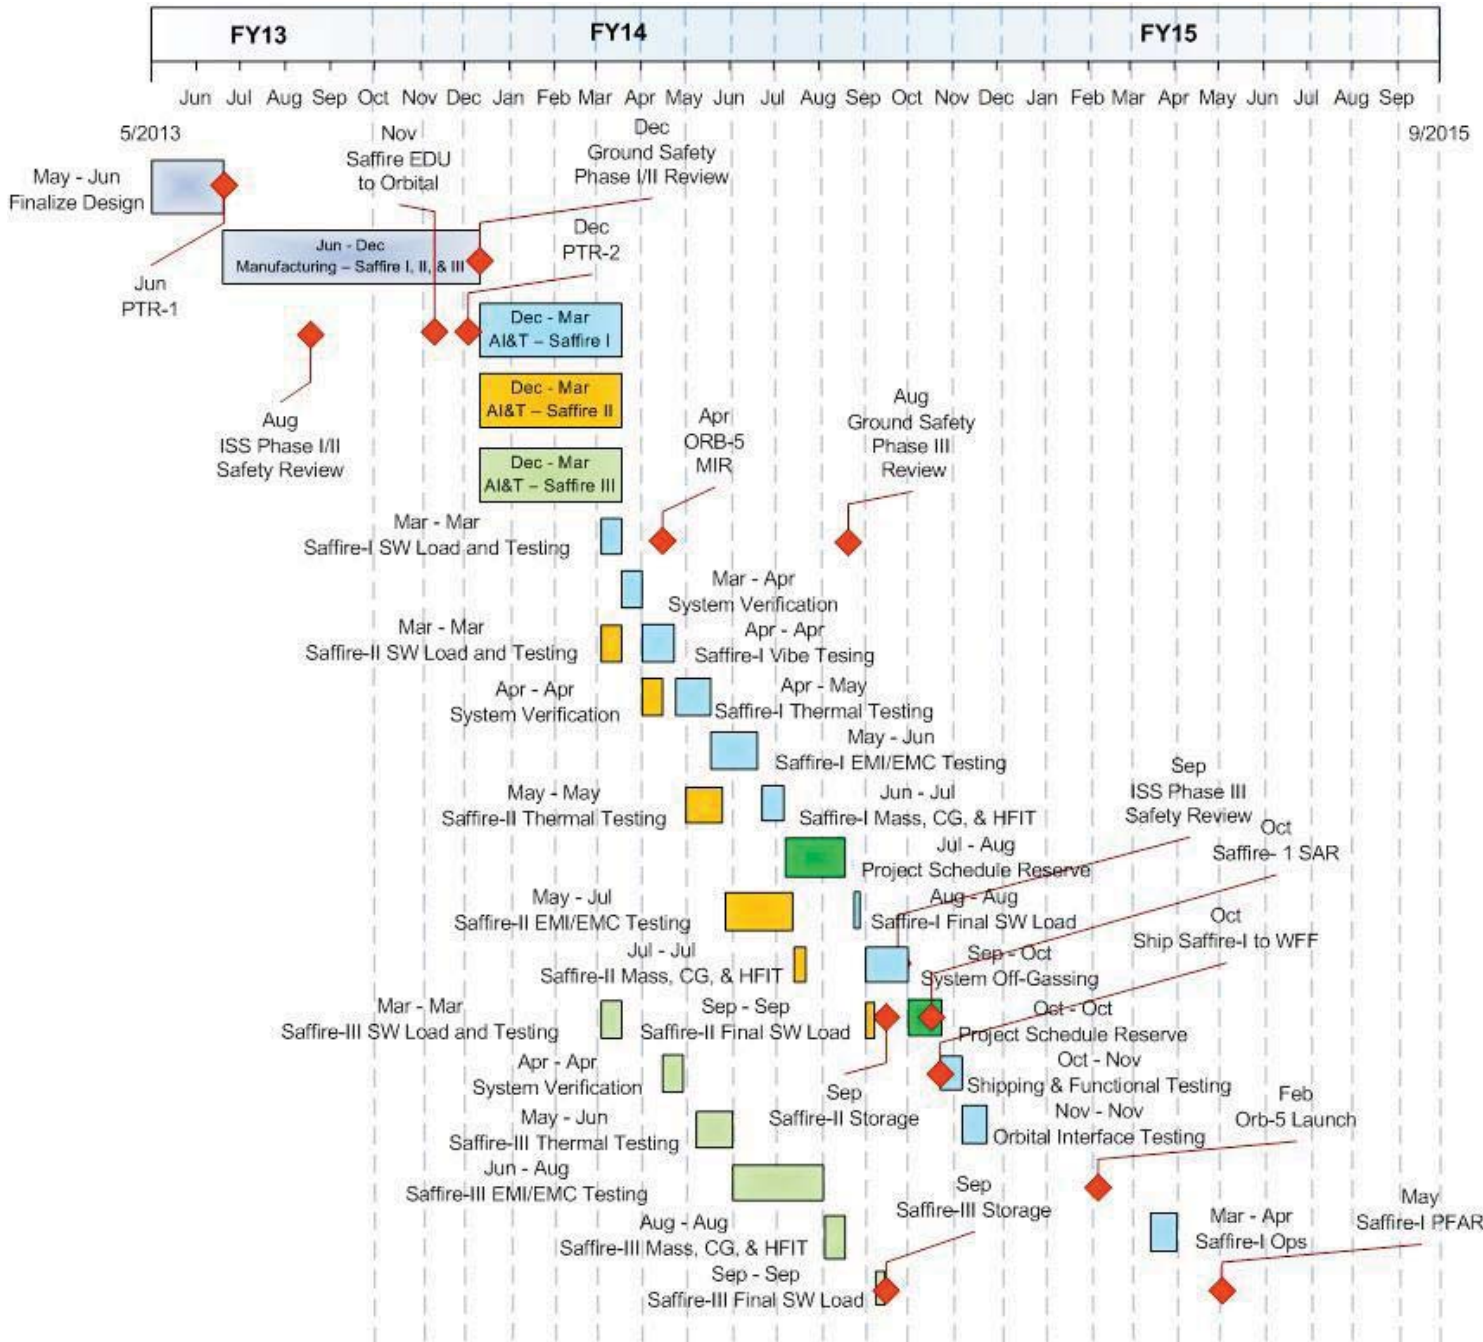 FY13 FY14 FY15
Jun Jul Aug Sep Oct Nov Dec Jan Feb Mar Apr May Jun Jul Aug Sep Oct Nov Dec Jan Feb Mar Apr May Jun Jul Aug Sep
5/2013
9/2015
May - Jun
Finalize Design
Nov
Saffire EDU
to Orbital
Dec
Ground Safety
Phase I/II Review
Jun - Dec
Manufacturing – Saffire I, II, & III
Dec
PTR-2
Jun
PTR-1
Dec - Mar
AI&T – Saffire I
Dec - Mar
AI&T – Saffire II
Aug
ISS Phase I/II
Safety Review
Apr
ORB-5
MIR
Aug
Ground Safety
Phase III
Review
Dec - Mar
AI&T – Saffire III
Mar - Mar
Saffire-I SW Load and Testing
Mar - Apr
System Verification
Mar - Mar
Saffire-II SW Load and Testing
Apr - Apr
Saffire-I Vibe Tesing
Apr - Apr
System Verification
Apr - May
Saffire-I Thermal Testing
May - Jun
Saffire-I EMI/EMC Testing
May - May
Saffire-II Thermal Testing
Jun - Jul
Saffire-I Mass, CG, & HFIT
Sep
ISS Phase III
Safety Review
Oct
Saffire- 1 SAR
Jul - Aug
Project Schedule Reserve
May - Jul
Saffire-II EMI/EMC Testing
Aug - Aug
Saffire-I Final SW Load
Oct
Ship Saffire-I to WFF
Jul - Jul
Saffire-II Mass, CG, & HFIT
Sep - Oct
System Off-Gassing
Mar - Mar
Saffire-III SW Load and Testing
Sep - Sep
Saffire-II Final SW Load
Oct - Oct
Project Schedule Reserve
Apr - Apr
System Verification
Oct - Nov
Shipping & Functional Testing
Sep
Saffire-II Storage
Feb
Orb-5 Launch
May - Jun
Saffire-III Thermal Testing
Nov - Nov
Orbital Interface Testing
Jun - Aug
Saffire-III EMI/EMC Testing
Sep
Saffire-III Storage
May
Saffire-I PFAR
Aug - Aug
Saffire-III Mass, CG, & HFIT
Mar - Apr
Saffire-I Ops
Sep - Sep
Saffire-III Final SW Load